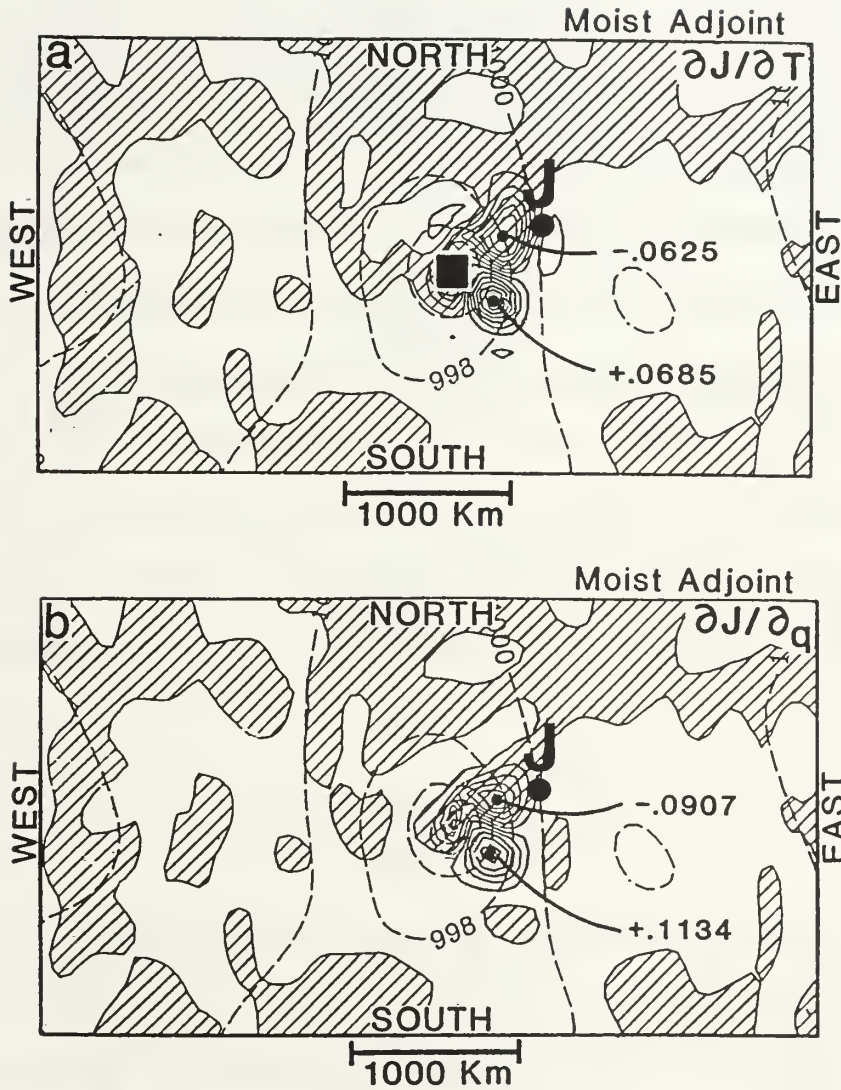 Moist Adjoint
a
NORTH
∂J/∂T
J
WEST
EAST
-.0625
+.0685
998
SOUTH
1000 Km
Moist Adjoint
b
NORTH
∂J/∂q
J
WEST
EAST
-.0907
+.1134
998
SOUTH
1000 Km